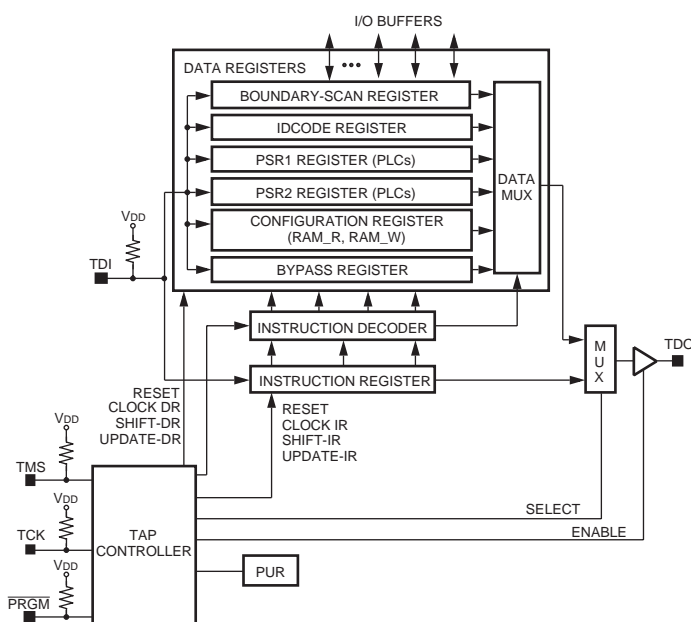 I/O BUFFERS
DATA REGISTERS
BOUNDARY-SCAN REGISTER
IDCODE REGISTER
PSR1 REGISTER (PLCs)
PSR2 REGISTER (PLCs)
CONFIGURATION REGISTER
(RAM_R, RAM_W)
BYPASS REGISTER
DATA
MUX
VDD
TDI
INSTRUCTION DECODER
INSTRUCTION REGISTER
M
U
X
TDO
RESET
CLOCK DR
SHIFT-DR
UPDATE-DR
RESET
CLOCK IR
SHIFT-IR
UPDATE-IR
VDD
TMS
VDD
TCK
VDD
PRGM
TAP
CONTROLLER
SELECT
ENABLE
PUR